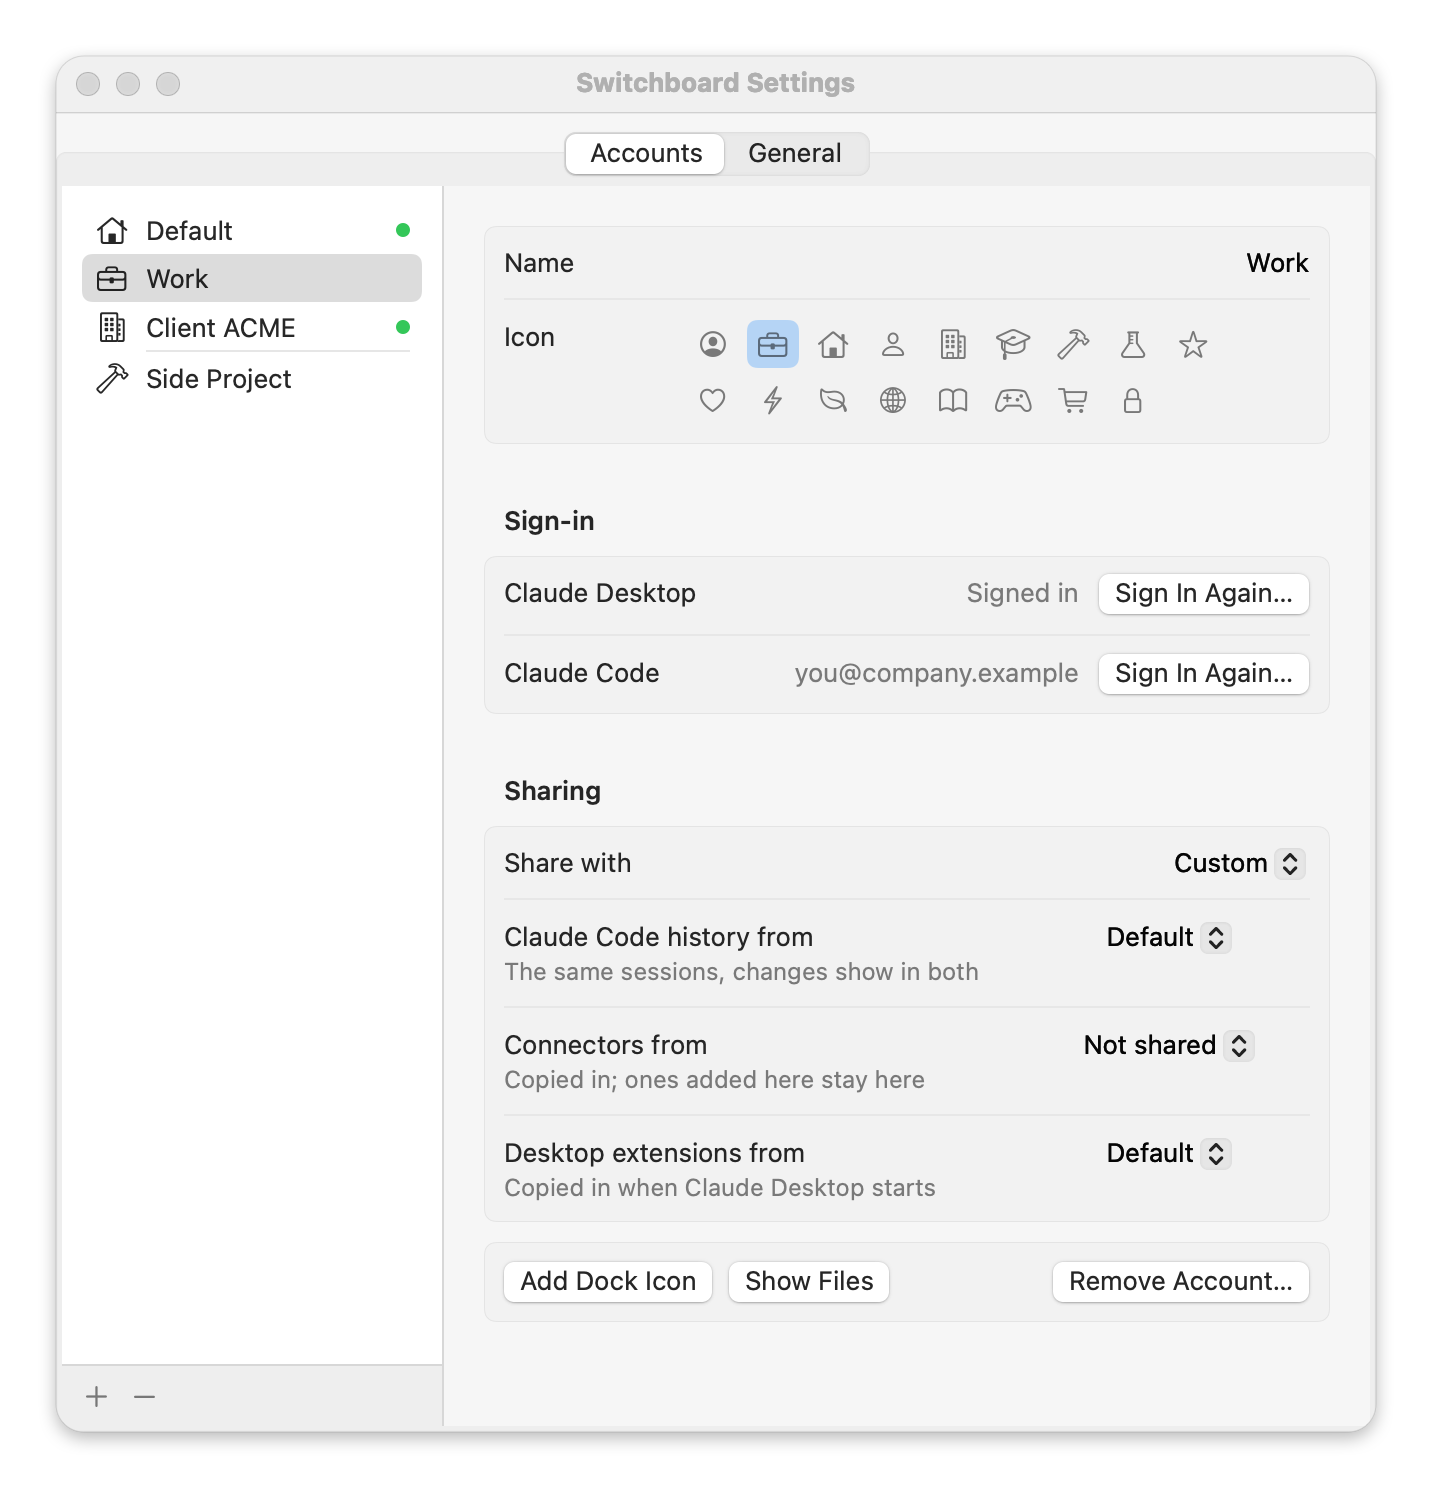 Switchboard Settings
Accounts General
Default
Work
Client ACME
Side Project
Name Work
Icon
Sign-in
Claude Desktop Signed in Sign In Again...
Claude Code you@company.example Sign In Again...
Sharing
Share with Custom
Claude Code history from Default
The same sessions, changes show in both
Connectors from Not shared
Copied in; ones added here stay here
Desktop extensions from Default
Copied in when Claude Desktop starts
Add Dock Icon Show Files Remove Account...